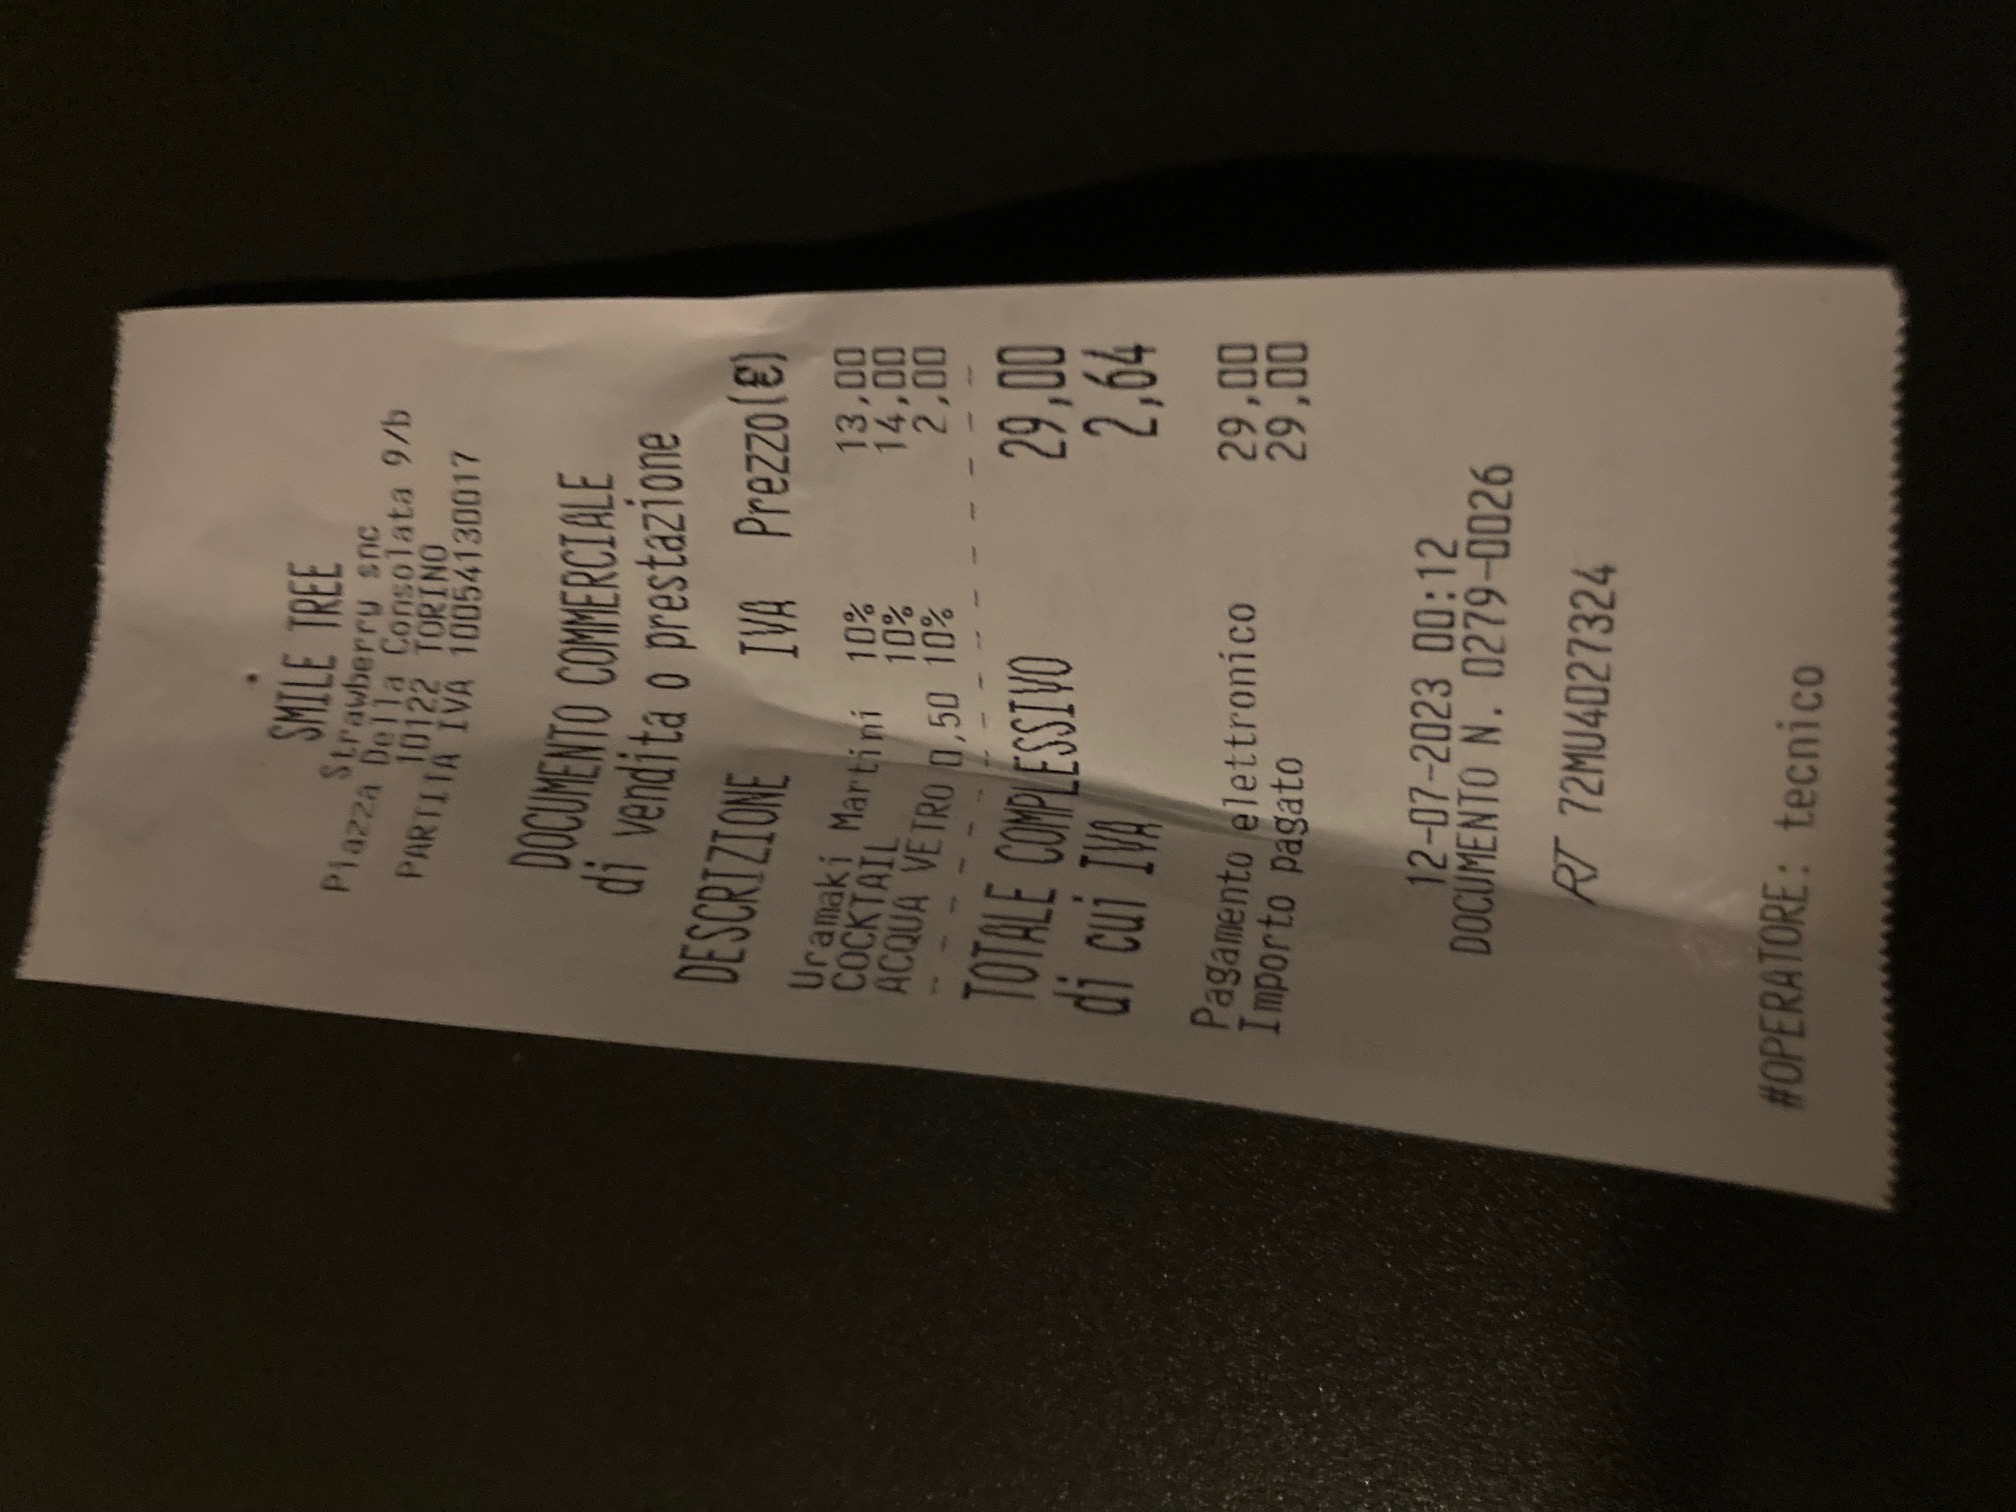 SMILE TREE
Strawberry snc
Piazza Della Consolata 9/b
10122 TORINO
PARTITA IVA 10054130017
DOCUMENTO COMMERCIALE
di vendita o prestazione
DESCRIZIONE IVA Prezzo(€)
Uramaki Martini 10% 13,00
COCKTAIL 10% 14,00
ACQUA VETRO 0,50 10% 2,00
TOTALE COMPLESSIVO 29,00
di cui IVA 2,64
Pagamento elettronico 29,00
Importo pagato 29,00
12-07-2023 00:12
DOCUMENTO N. 0279-0026
RT 72MU4027324
#OPERATORE: tecnico